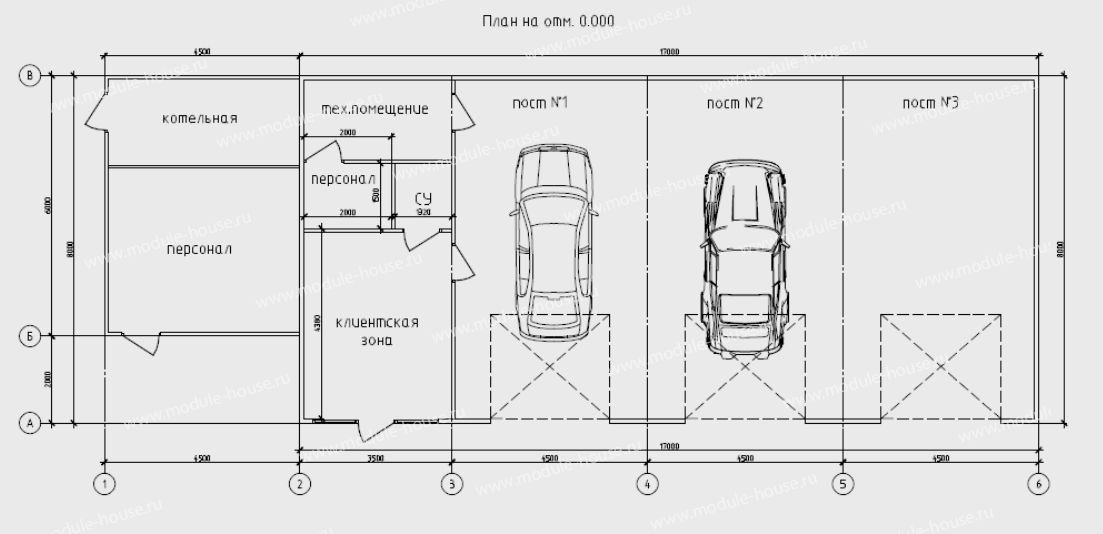 План на отм. 0.000
4500
17000
В
пост №1
пост №2
пост №3
котельная
тех.помещение
2000
персонал
1500
СУ
2000
1320
6000
8000
8000
персонал
4380
клиентская
зона
Б
2000
А
17000
4500
3500
4500
4500
4500
1
2
3
4
5
6
www.module-house.ru